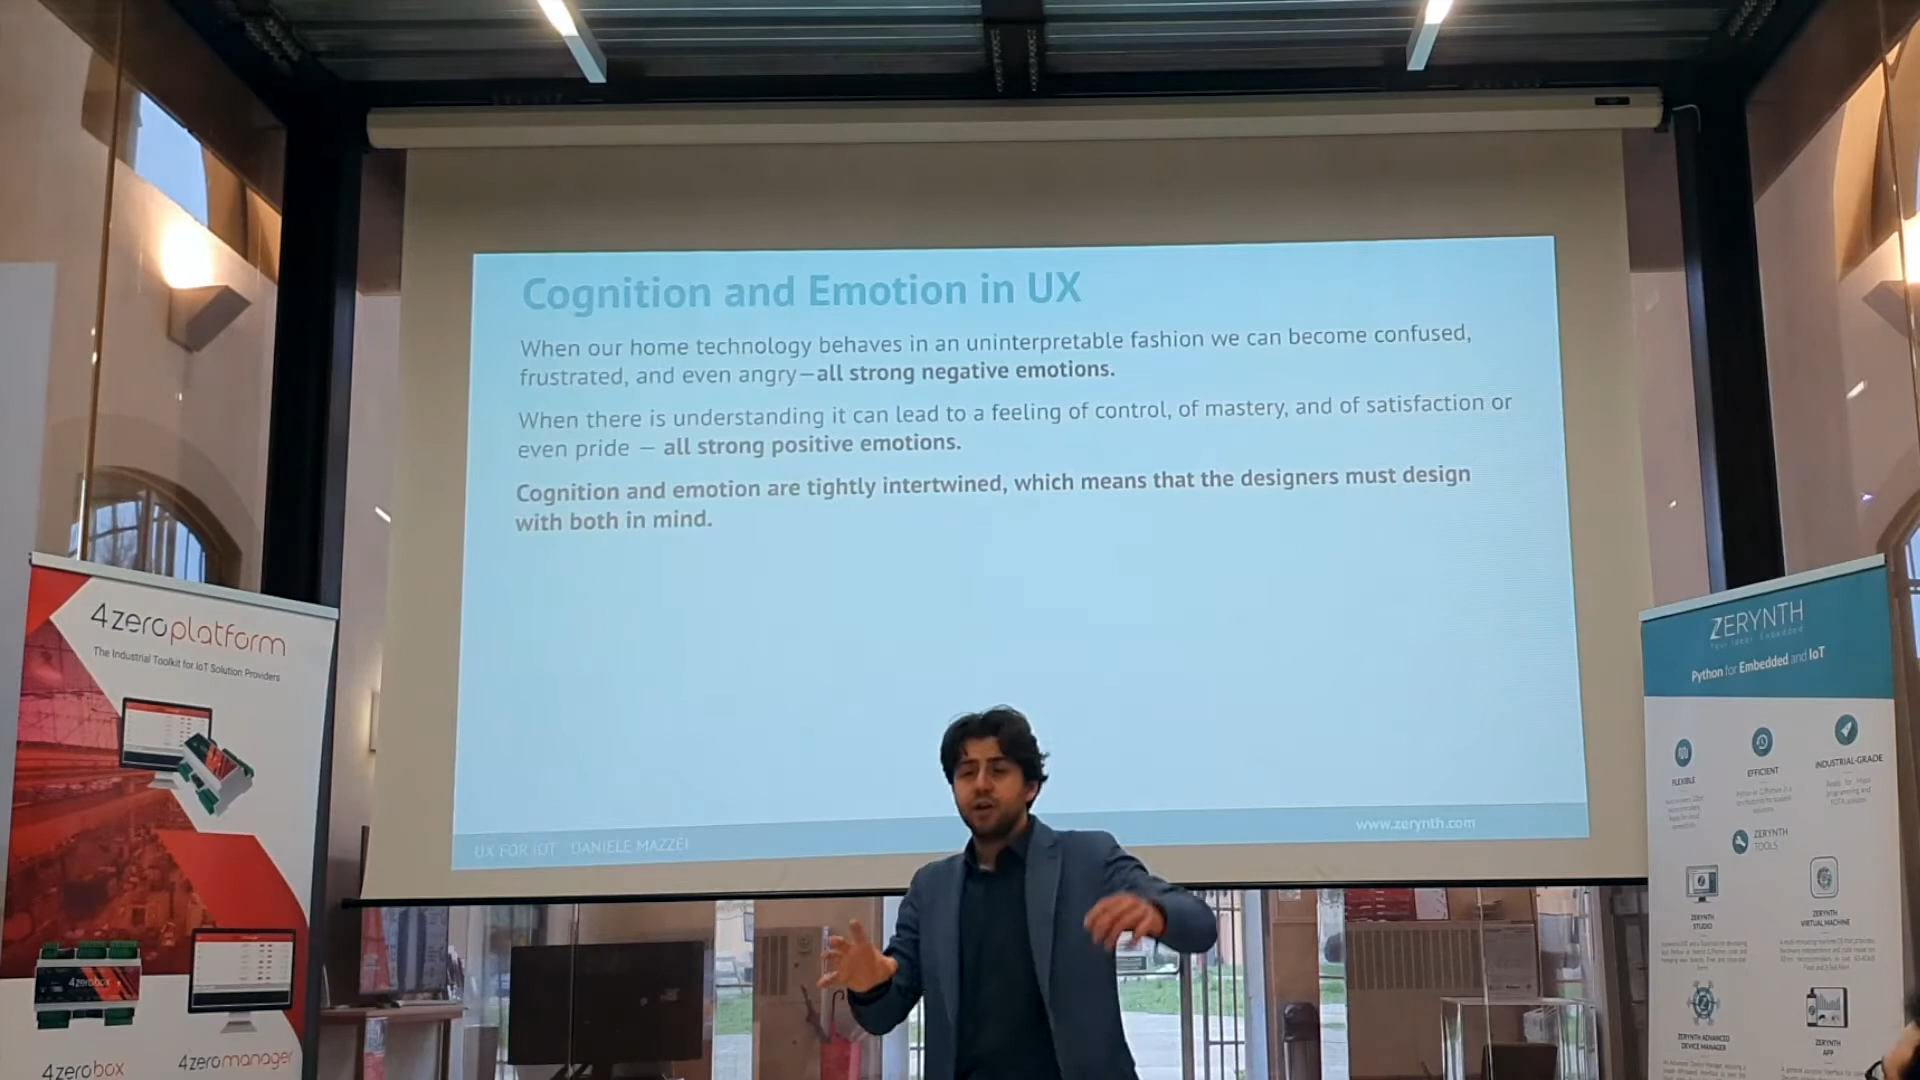 Cognition and Emotion in UX
When our home technology behaves in an uninterpretable fashion we can become confused,
frustrated, and even angry—all strong negative emotions.
When there is understanding it can lead to a feeling of control, of mastery, and of satisfaction or
even pride — all strong positive emotions.
Cognition and emotion are tightly intertwined, which means that the designers must design
with both in mind.
UX FOR IOT DANIELE MAZZEI
www.zerynth.com
4zeroplatform
The Industrial Toolkit for IoT Solution Providers
4zerobox
4zerobox
4zeromanager
ZERYNTH
Python for Embedded and IoT
FLEXIBLE
EFFICIENT
INDUSTRIAL-GRADE
ZERYNTH
TOOLS
ZERYNTH
STUDIO
ZERYNTH
VIRTUAL MACHINE
ZERYNTH ADVANCED
DEVICE MANAGER
ZERYNTH
APP